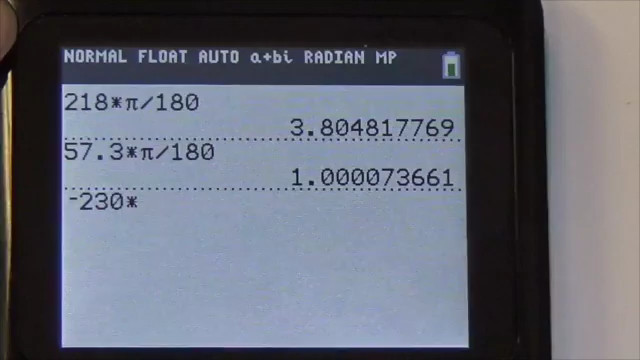 NORMAL FLOAT AUTO a+bi RADIAN MP
218*π/180
3.804817769
57.3*π/180
1.000073661
-230*